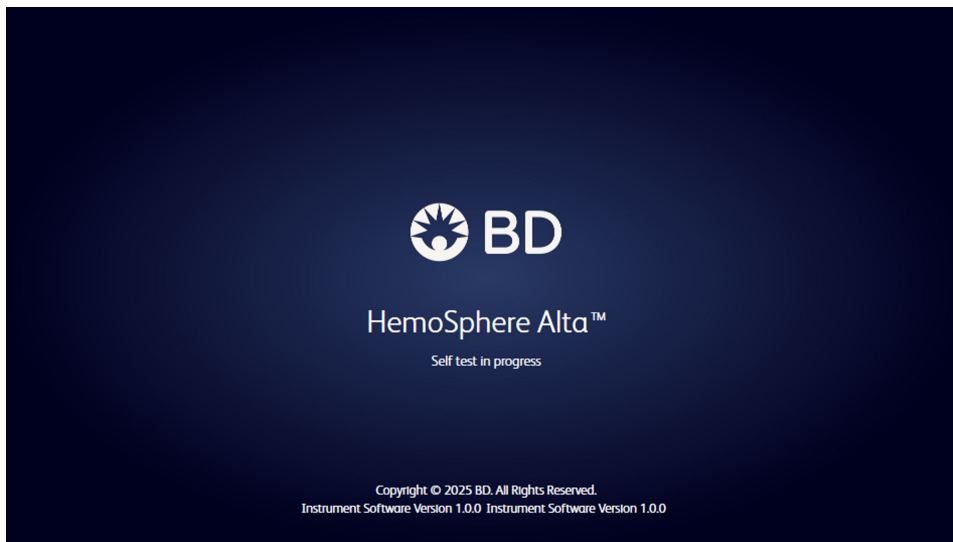 BD
HemoSphere Alta™
Self test in progress
Copyright © 2025 BD. All Rights Reserved.
Instrument Software Version 1.0.0 Instrument Software Version 1.0.0